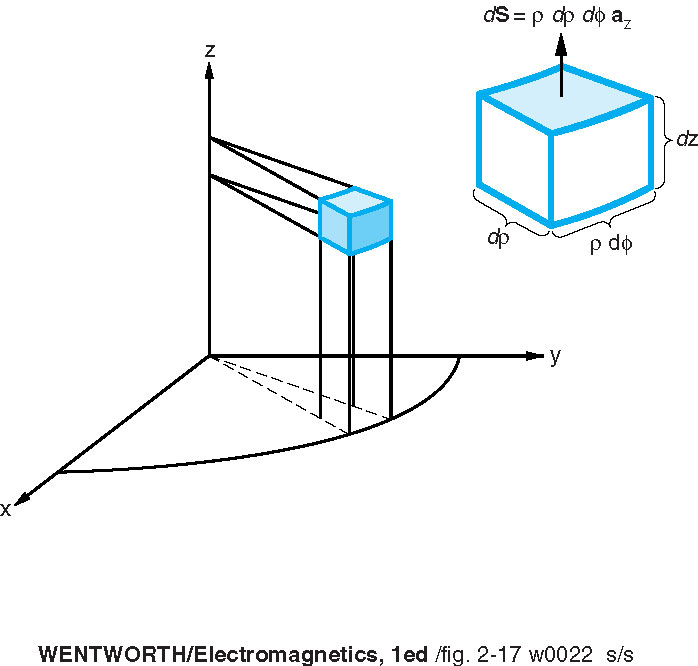 dS = ρ dρ dϕ a_z
z
dz
dρ
ρ dϕ
y
x
WENTWORTH/Electromagnetics, 1ed /fig. 2-17 w0022 s/s